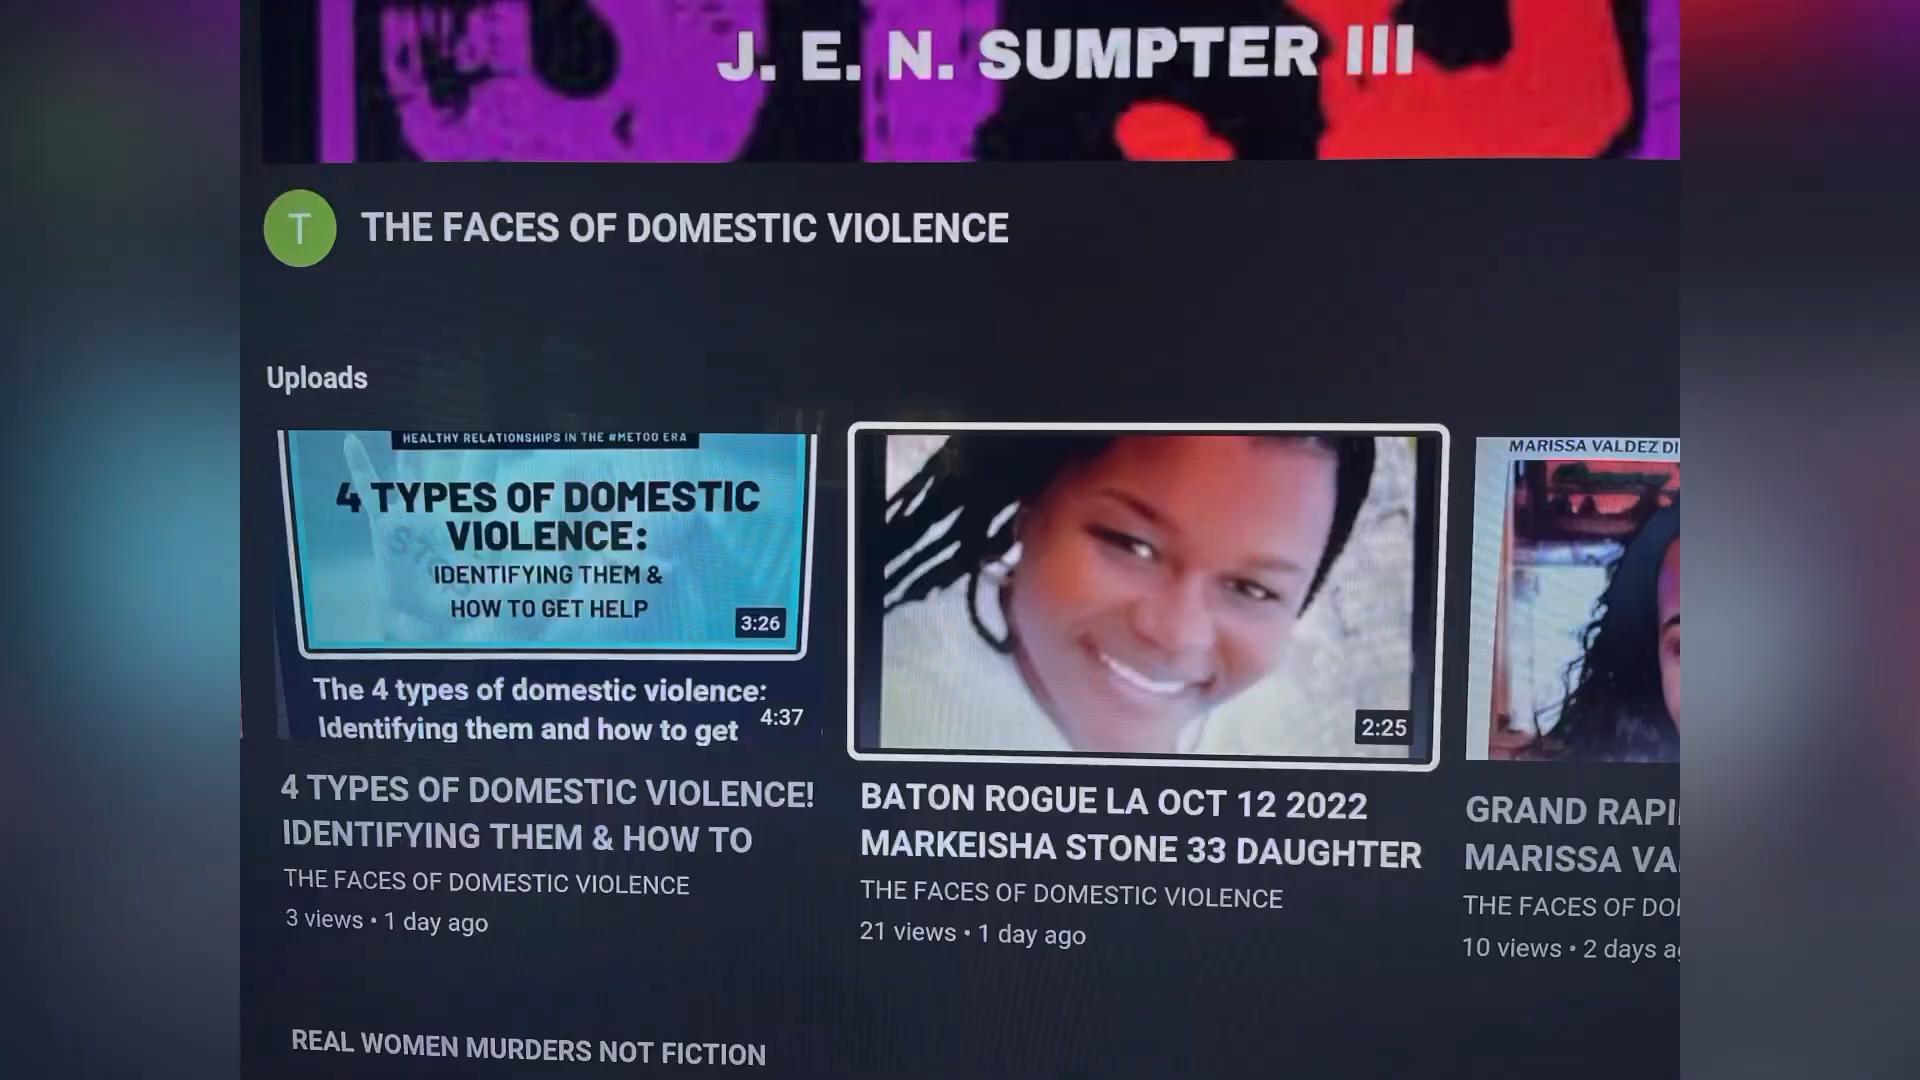 J. E. N. SUMPTER III
T
THE FACES OF DOMESTIC VIOLENCE
Uploads
HEALTHY RELATIONSHIPS IN THE #METOO ERA
4 TYPES OF DOMESTIC
VIOLENCE:
IDENTIFYING THEM &
HOW TO GET HELP
3:26
The 4 types of domestic violence:
Identifying them and how to get
4:37
4 TYPES OF DOMESTIC VIOLENCE!
IDENTIFYING THEM & HOW TO
THE FACES OF DOMESTIC VIOLENCE
3 views • 1 day ago
2:25
BATON ROGUE LA OCT 12 2022
MARKEISHA STONE 33 DAUGHTER
THE FACES OF DOMESTIC VIOLENCE
21 views • 1 day ago
MARISSA VALDEZ DI
GRAND RAPI
MARISSA VA
THE FACES OF DO
10 views • 2 days a
REAL WOMEN MURDERS NOT FICTION